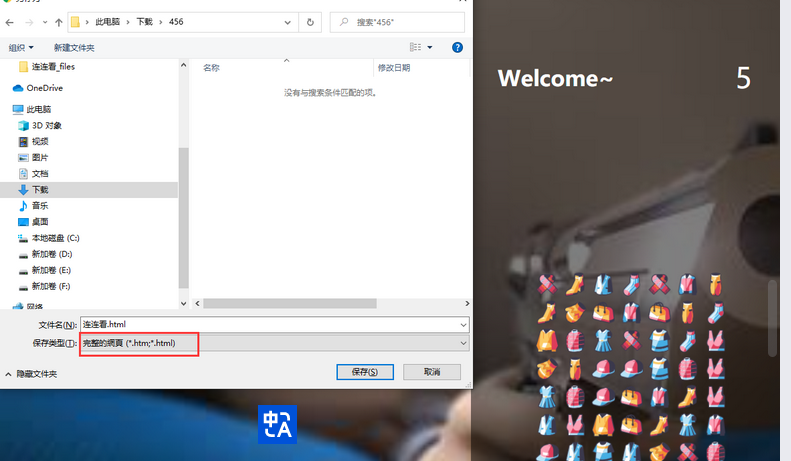 此电脑 › 下载 › 456
搜索"456"
组织
新建文件夹
连连看_files
OneDrive
此电脑
3D 对象
视频
图片
文档
下载
音乐
桌面
本地磁盘 (C:)
新加卷 (D:)
新加卷 (E:)
新加卷 (F:)
网络
名称
修改日期
没有与搜索条件匹配的项。
文件名(N):
连连看.html
保存类型(T):
完整的網頁 (*.htm;*.html)
隐藏文件夹
保存(S)
取消
Welcome~
5
中A